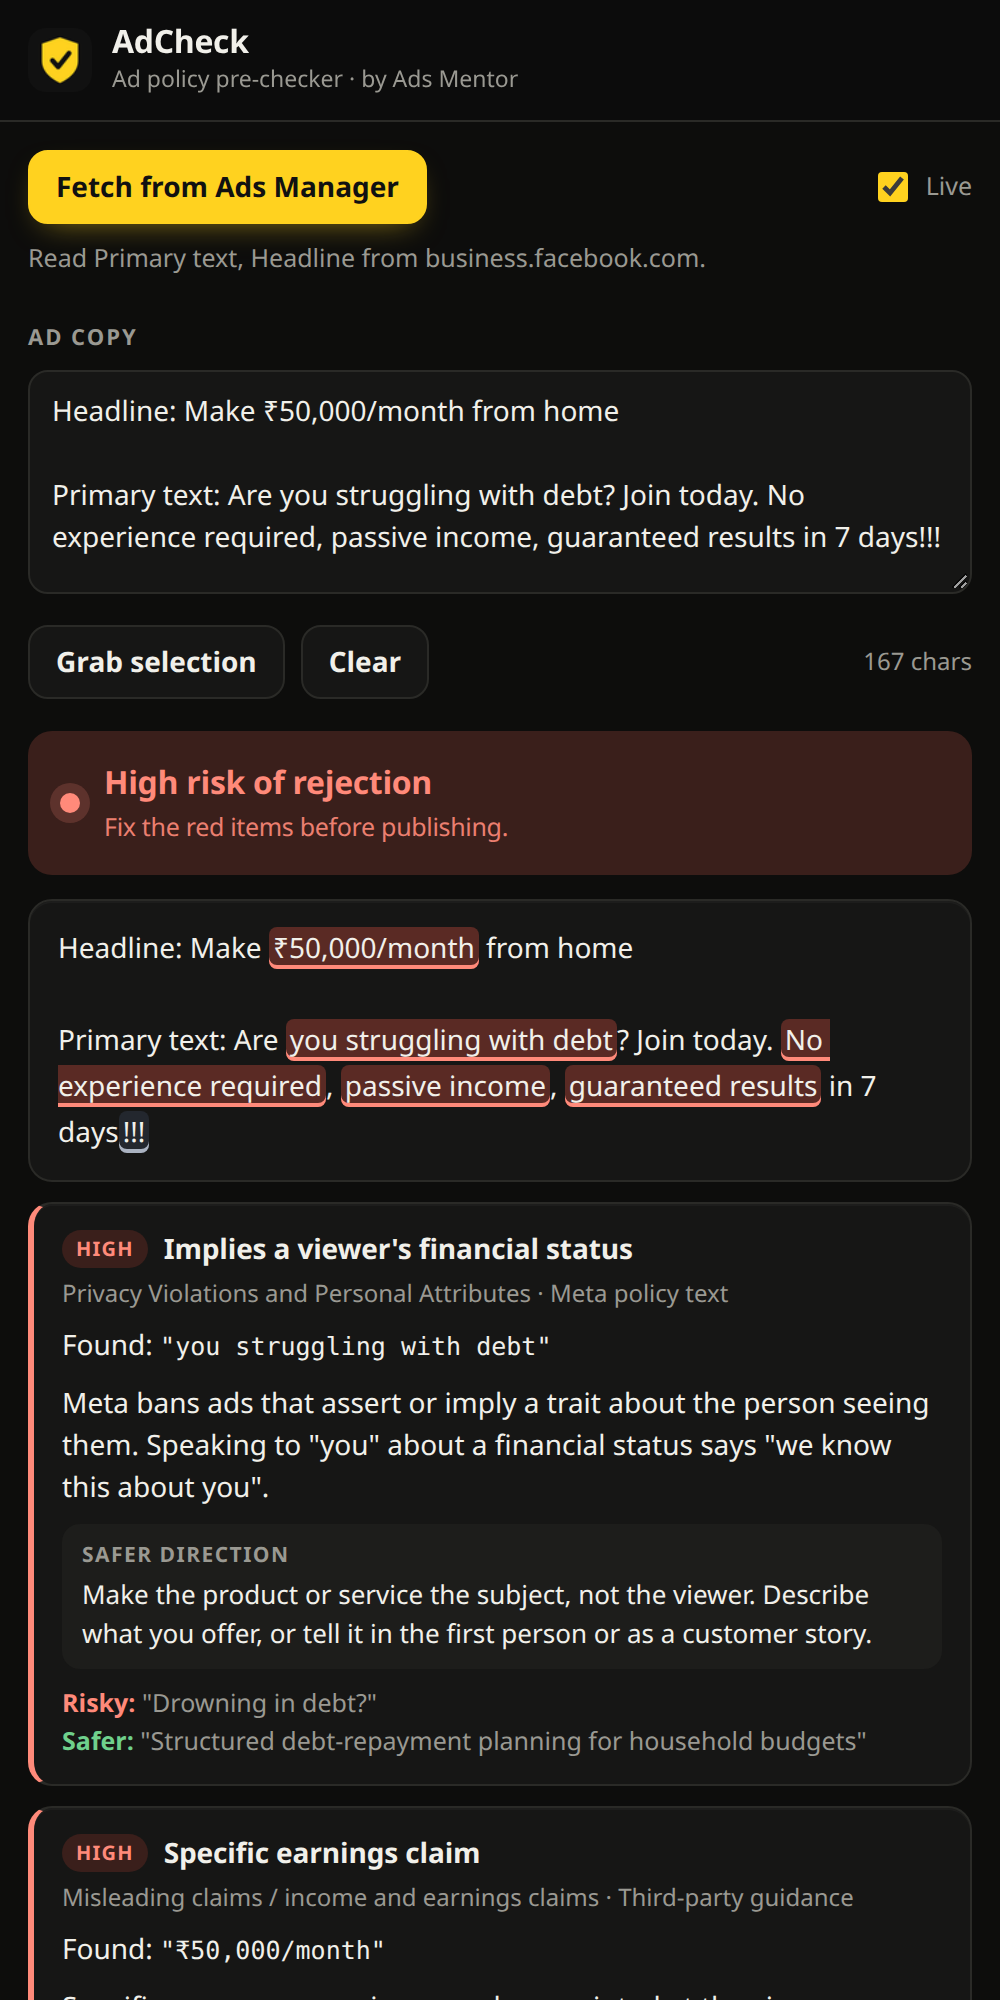 AdCheck
Ad policy pre-checker · by Ads Mentor
Fetch from Ads Manager
Live
Read Primary text, Headline from business.facebook.com.
AD COPY
Headline: Make ₹50,000/month from home
Primary text: Are you struggling with debt? Join today. No
experience required, passive income, guaranteed results in 7 days!!!
Grab selection
Clear
167 chars
High risk of rejection
Fix the red items before publishing.
Headline: Make ₹50,000/month from home
Primary text: Are you struggling with debt? Join today. No
experience required, passive income, guaranteed results in 7
days!!!
HIGH Implies a viewer's financial status
Privacy Violations and Personal Attributes · Meta policy text
Found: "you struggling with debt"
Meta bans ads that assert or imply a trait about the person seeing
them. Speaking to "you" about a financial status says "we know
this about you".
SAFER DIRECTION
Make the product or service the subject, not the viewer. Describe
what you offer, or tell it in the first person or as a customer story.
Risky: "Drowning in debt?"
Safer: "Structured debt-repayment planning for household budgets"
HIGH Specific earnings claim
Misleading claims / income and earnings claims · Third-party guidance
Found: "₹50,000/month"